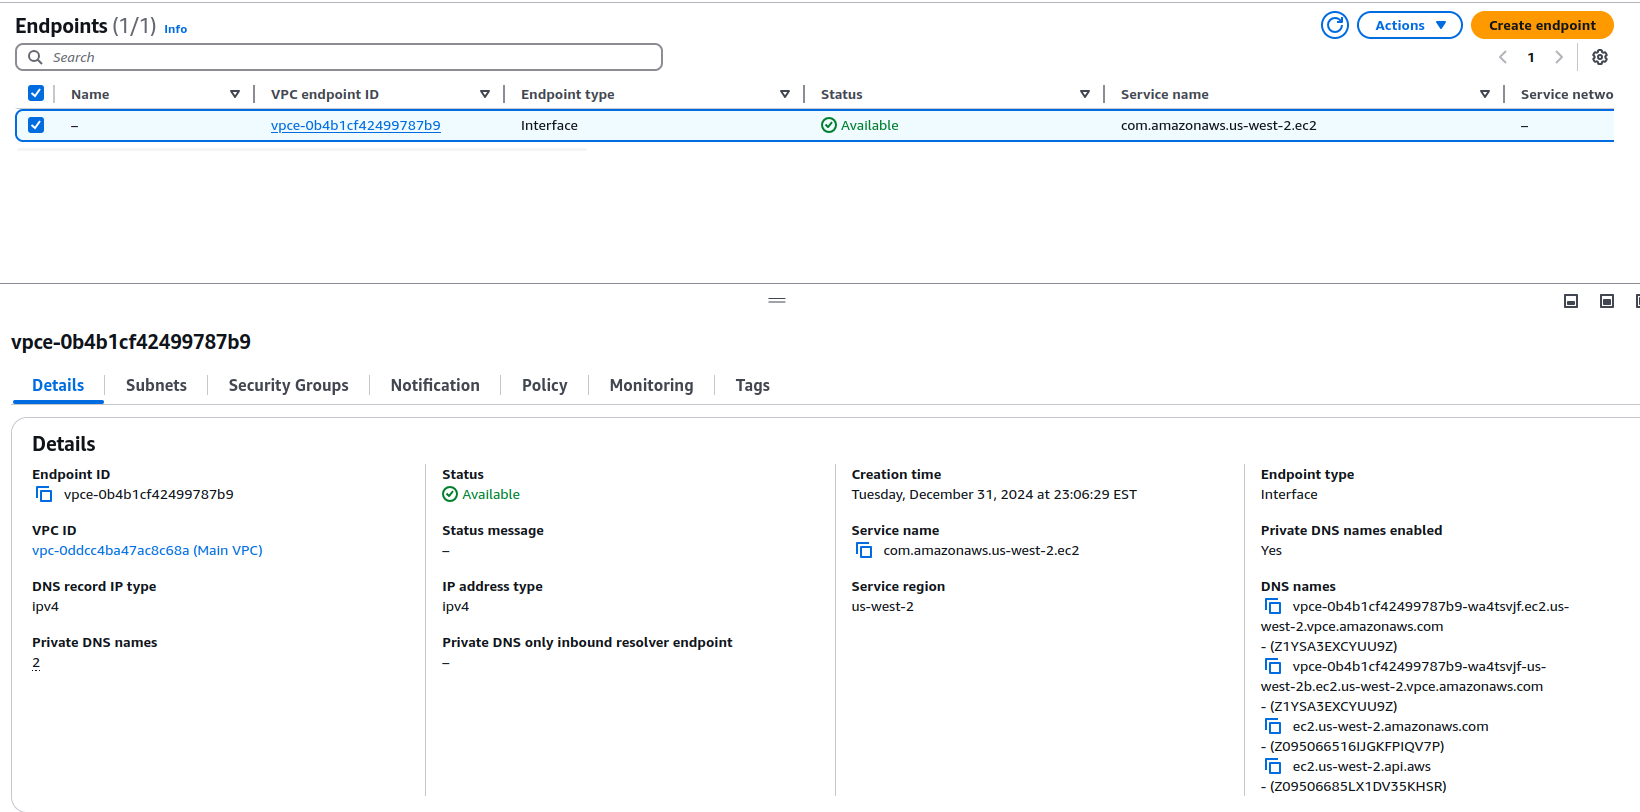 Endpoints (1/1) Info
Actions
Create endpoint
Search
1
Name
VPC endpoint ID
Endpoint type
Status
Service name
Service netwo
–
vpce-0b4b1cf42499787b9
Interface
Available
com.amazonaws.us-west-2.ec2
–
vpce-0b4b1cf42499787b9
Details
Subnets
Security Groups
Notification
Policy
Monitoring
Tags
Details
Endpoint ID
vpce-0b4b1cf42499787b9
VPC ID
vpc-0ddcc4ba47ac8c68a (Main VPC)
DNS record IP type
ipv4
Private DNS names
2
Status
Available
Status message
–
IP address type
ipv4
Private DNS only inbound resolver endpoint
–
Creation time
Tuesday, December 31, 2024 at 23:06:29 EST
Service name
com.amazonaws.us-west-2.ec2
Service region
us-west-2
Endpoint type
Interface
Private DNS names enabled
Yes
DNS names
vpce-0b4b1cf42499787b9-wa4tsvjf.ec2.us-
west-2.vpce.amazonaws.com
- (Z1YSA3EXCYUU9Z)
vpce-0b4b1cf42499787b9-wa4tsvjf-us-
west-2b.ec2.us-west-2.vpce.amazonaws.com
- (Z1YSA3EXCYUU9Z)
ec2.us-west-2.amazonaws.com
- (Z095066516IJGKFPIQV7P)
ec2.us-west-2.api.aws
- (Z09506685LX1DV35KHSR)